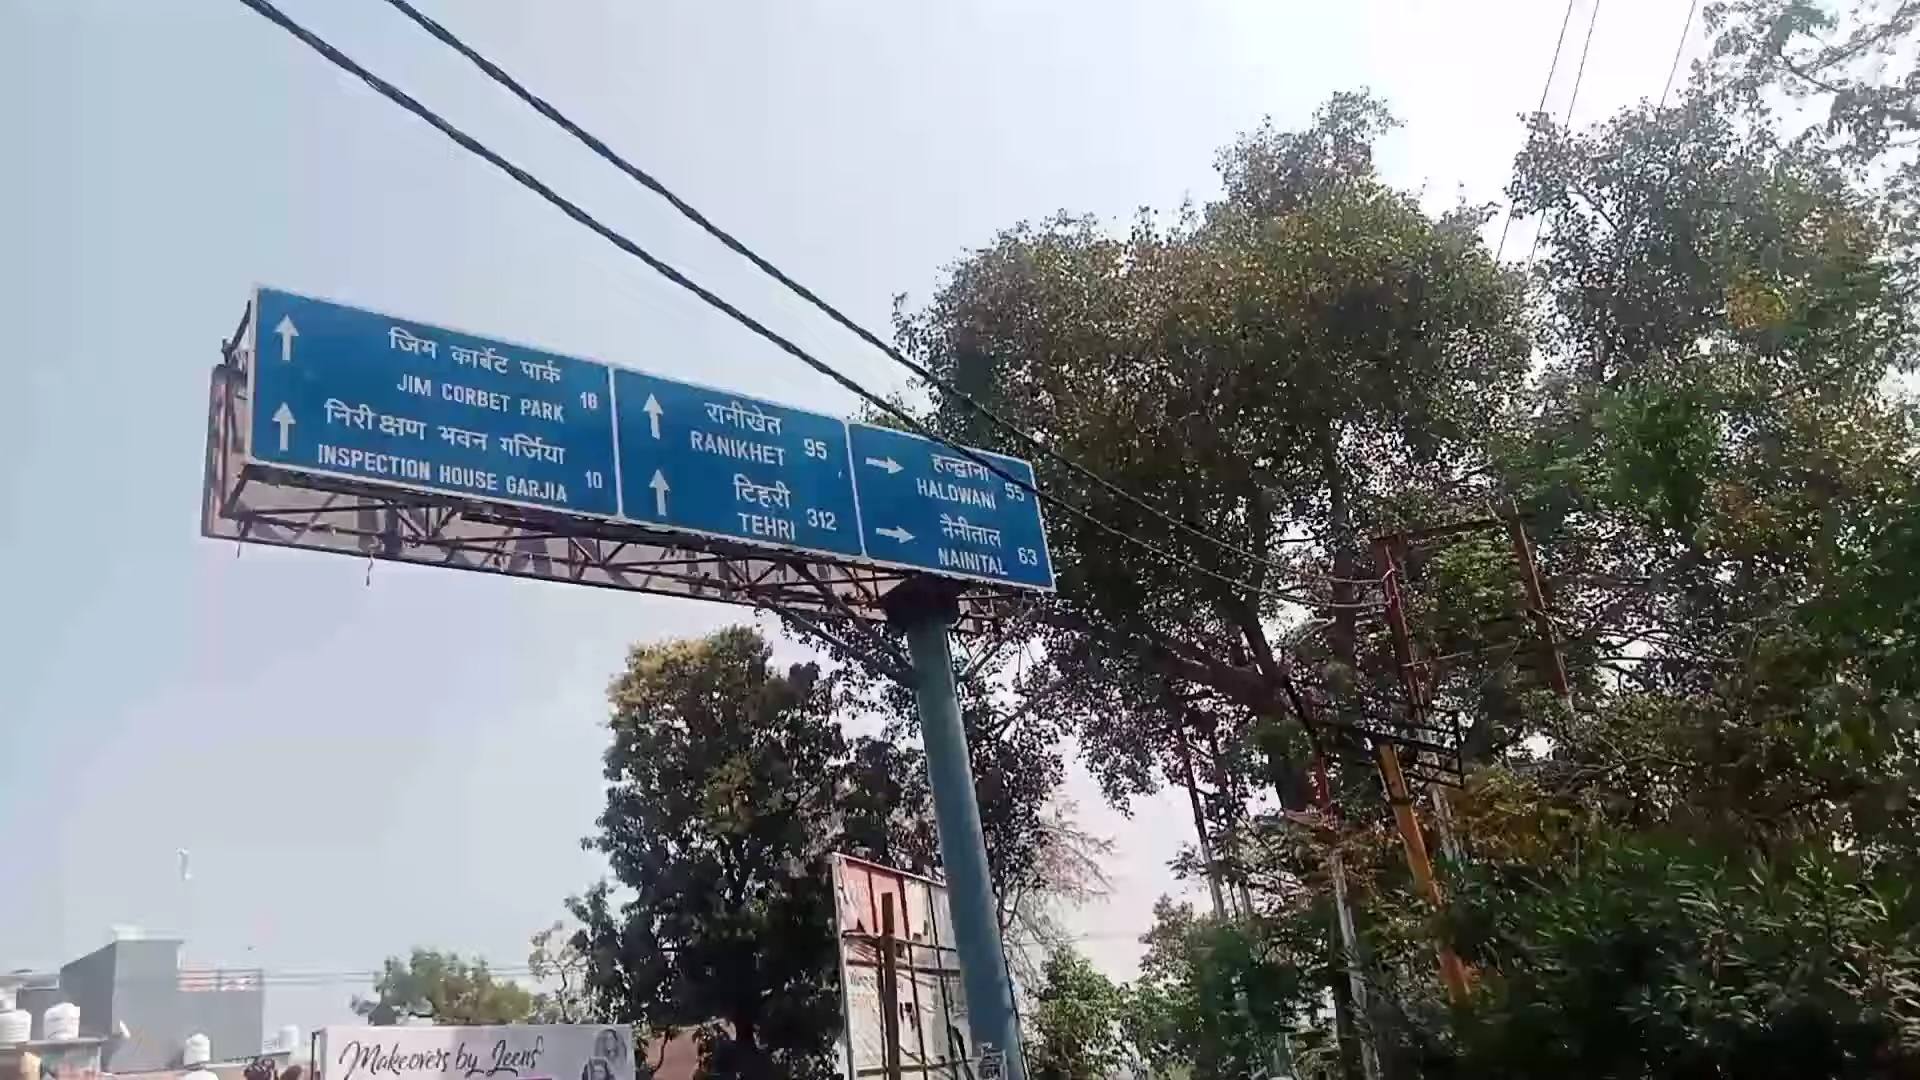 जिम कार्बेट पार्क
JIM CORBET PARK 18
निरीक्षण भवन गर्जिया
INSPECTION HOUSE GARJIA 10
रानीखेत
RANIKHET 95
टिहरी
TEHRI 312
हल्द्वानी
HALDWANI 55
नैनीताल
NAINITAL 63
Makeovers by Leens